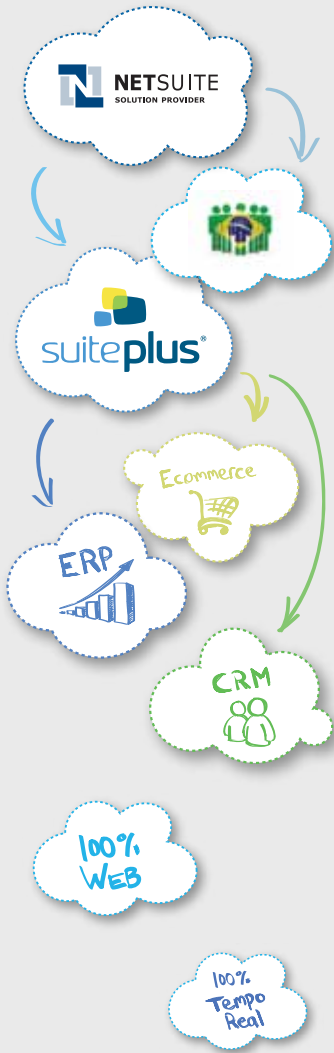 NETSUITE
SOLUTION PROVIDER
suiteplus®
Ecommerce
ERP
CRM
100%
WEB
100%
Tempo
Real